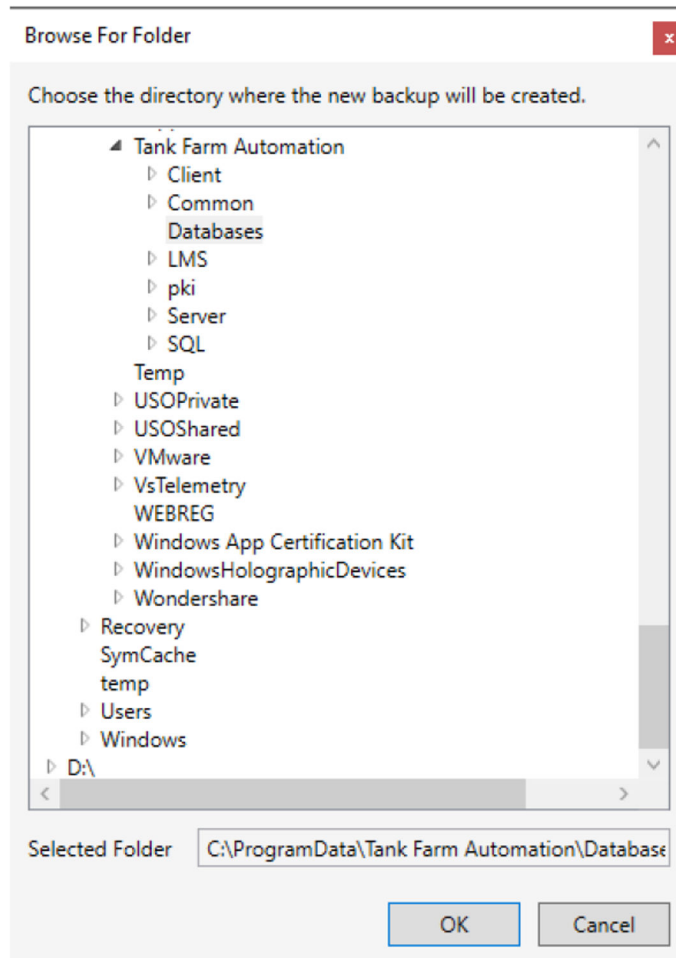 Browse For Folder
x
Choose the directory where the new backup will be created.
Tank Farm Automation
Client
Common
Databases
LMS
pki
Server
SQL
Temp
USOPrivate
USOShared
VMware
VsTelemetry
WEBREG
Windows App Certification Kit
WindowsHolographicDevices
Wondershare
Recovery
SymCache
temp
Users
Windows
D:\
Selected Folder C:\ProgramData\Tank Farm Automation\Database
OK Cancel